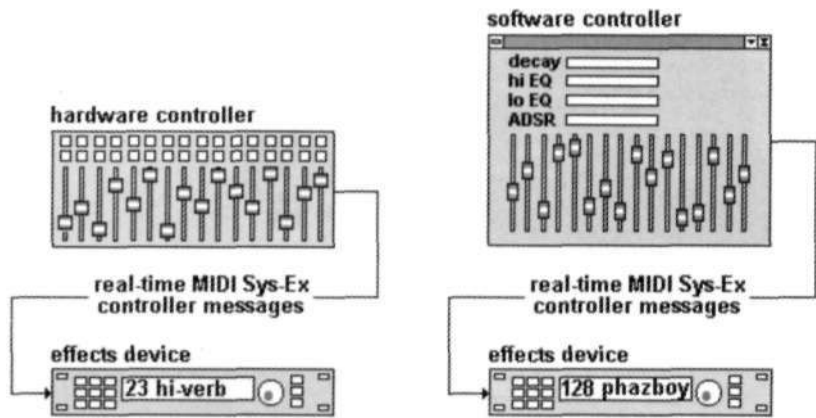 hardware controller
real-time MIDI Sys-Ex
controller messages
effects device
23 hi-verb
software controller
decay
hi EQ
lo EQ
ADSR
real-time MIDI Sys-Ex
controller messages
effects device
128 phazboy